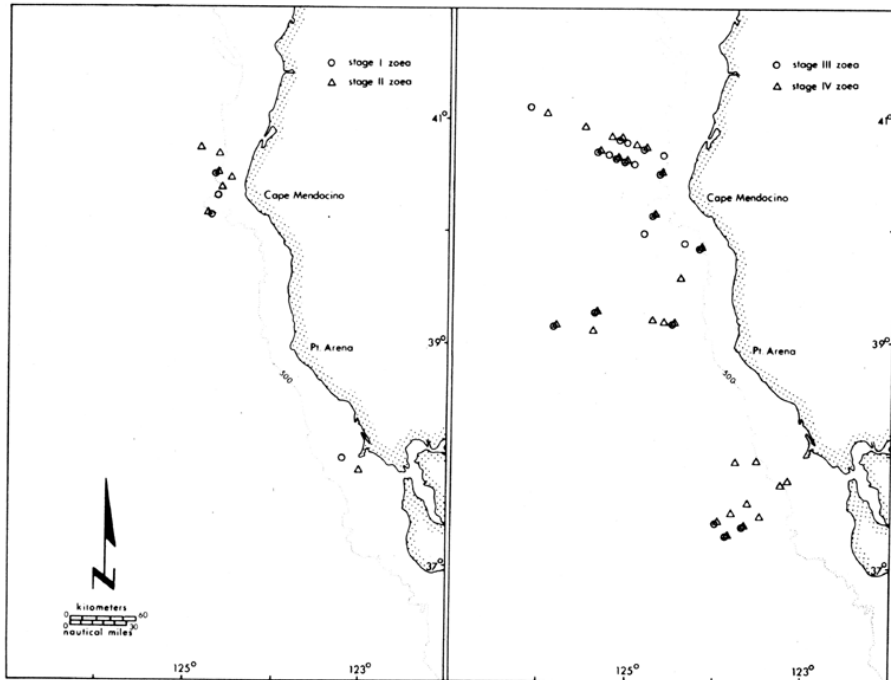 ○ stage I zoea
△ stage II zoea
Cape Mendocino
Pt. Arena
39°
41°
37°
500
kilometers
0 60
0 30
nautical miles
N
125°
123°
○ stage III zoea
△ stage IV zoea
41°
Cape Mendocino
Pt. Arena
39°
500
37°
125°
123°